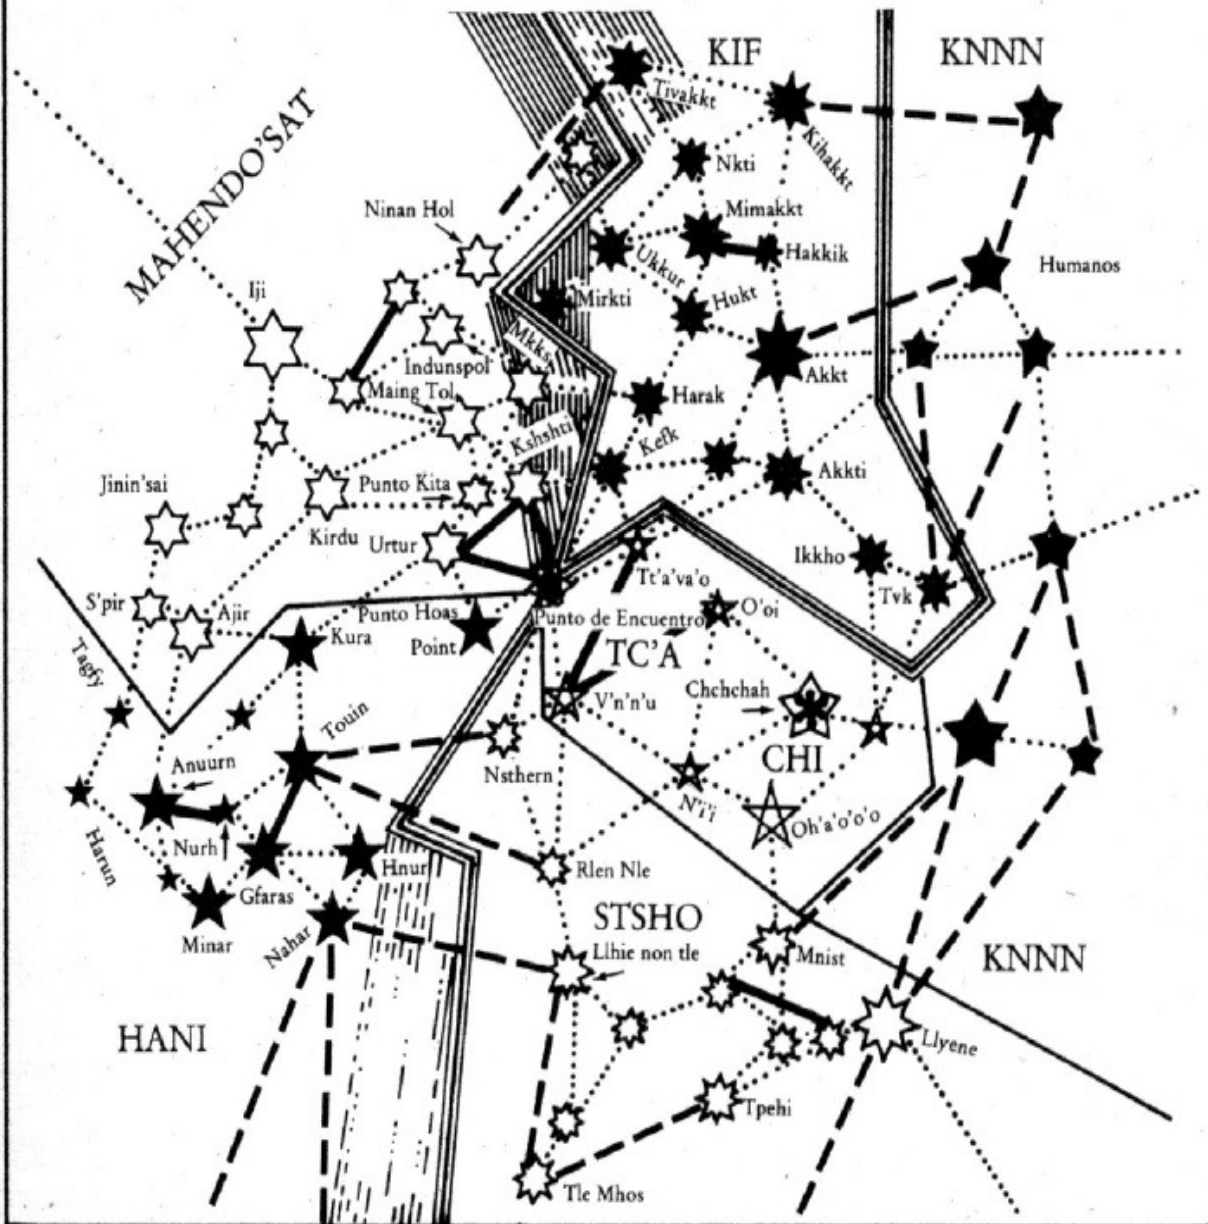 KIF
KNNN
Tivakkt
Kihakkt
MAHENDO'SAT
Nkti
Ninan Hol
Mimakkt
Hakkik
Ukkur
Humanos
Iji
Mirkti
Hukt
Mkks
Indunspol
Maing Tol
Akkt
Harak
Kshshti
Kefk
Akkti
Jinin'sai
Punto Kita
Kirdu
Urtur
Ikkho
Tt'a'va'o
Tvk
S'pir
Ajir
Punto Hoas
Punto de Encuentro
O'oi
Kura
Point
TC'A
Tagfy
Chchchah
V'n'n'u
Touin
CHI
Anuurn
Nsthern
N'i'i
Oh'a'o'o'o
Harun
Nurh
Hnur
Rlen Nle
Gfaras
STSHO
Minar
Nahar
Llhie non tle
Mnist
KNNN
HANI
Llyene
Tpehi
Tle Mhos